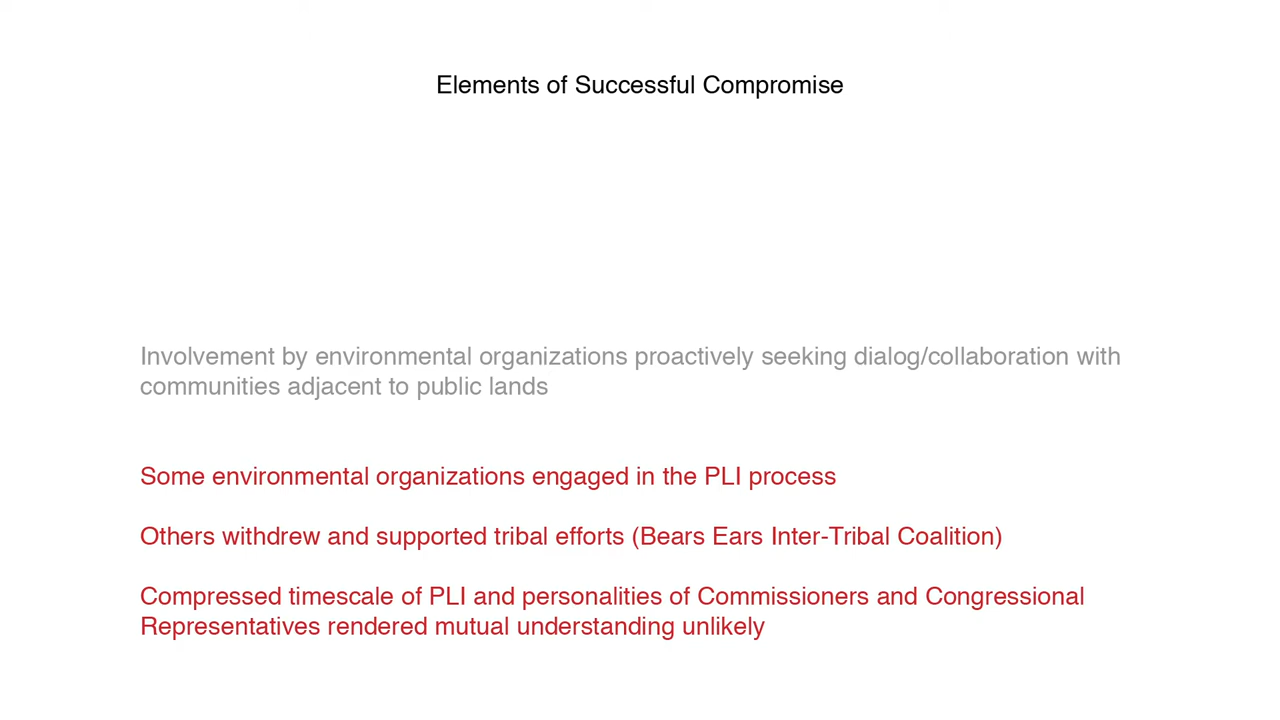 Elements of Successful Compromise
Involvement by environmental organizations proactively seeking dialog/collaboration with
communities adjacent to public lands
Some environmental organizations engaged in the PLI process
Others withdrew and supported tribal efforts (Bears Ears Inter-Tribal Coalition)
Compressed timescale of PLI and personalities of Commissioners and Congressional
Representatives rendered mutual understanding unlikely